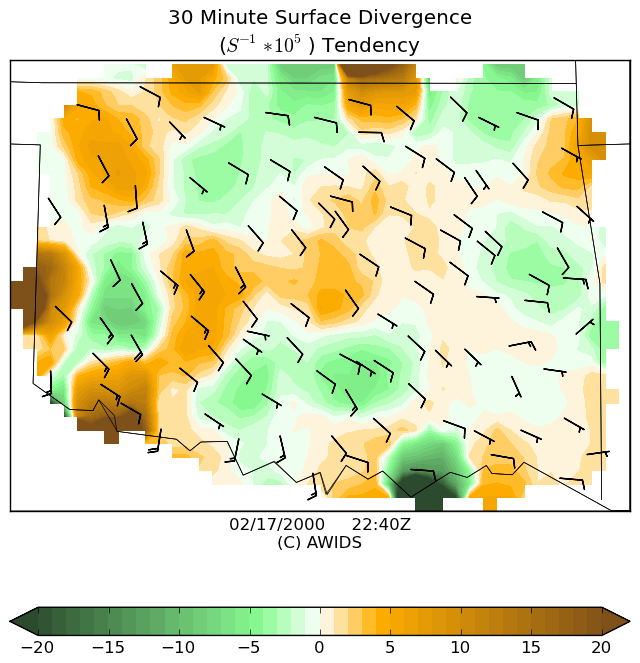 30 Minute Surface Divergence
(S⁻¹ *10⁵ ) Tendency
02/17/2000 22:40Z
(C) AWIDS
−20 −15 −10 −5 0 5 10 15 20